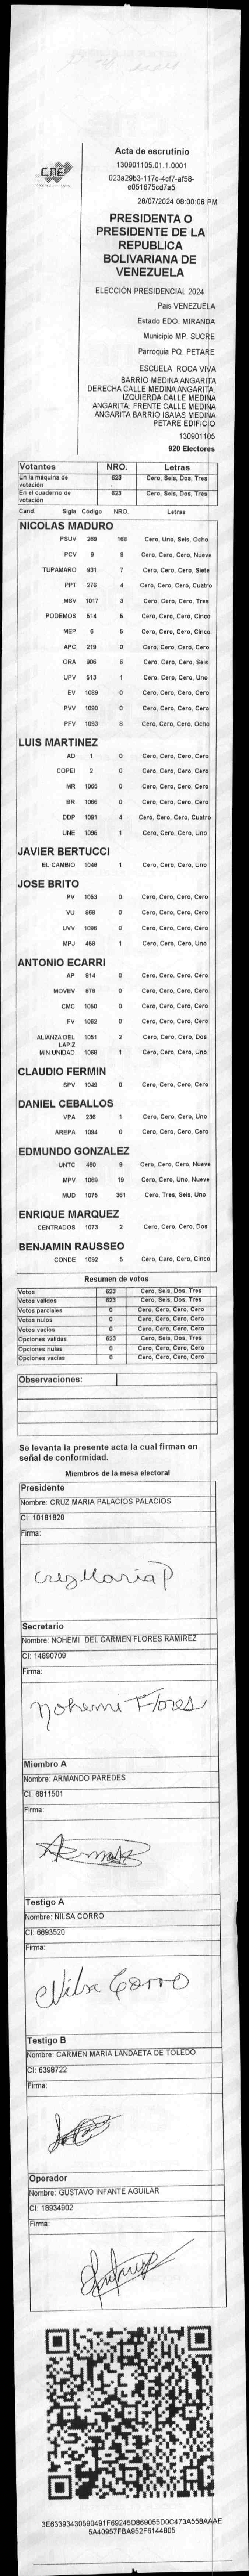 CNE
Acta de escrutinio
130901105.01.1.0001
023a29b3-117c-4cf7-af58-
e051675cd7a5
28/07/2024 08:00:08 PM
PRESIDENTA O
PRESIDENTE DE LA
REPUBLICA
BOLIVARIANA DE
VENEZUELA
ELECCIÓN PRESIDENCIAL 2024
Pais VENEZUELA
Estado EDO. MIRANDA
Municipio MP. SUCRE
Parroquia PQ. PETARE
ESCUELA ROCA VIVA
BARRIO MEDINA ANGARITA
DERECHA CALLE MEDINA ANGARITA.
IZQUIERDA CALLE MEDINA
ANGARITA. FRENTE CALLE MEDINA
ANGARITA BARRIO ISAIAS MEDINA
PETARE EDIFICIO
130901105
920 Electores
Votantes NRO. Letras
En la máquina de votación 623 Cero, Seis, Dos, Tres
En el cuaderno de votación 623 Cero, Seis, Dos, Tres
Cand. Sigla Código NRO. Letras
NICOLAS MADURO
PSUV 269 168 Cero, Uno, Seis, Ocho
PCV 9 9 Cero, Cero, Cero, Nueve
TUPAMARO 931 7 Cero, Cero, Cero, Siete
PPT 276 4 Cero, Cero, Cero, Cuatro
MSV 1017 3 Cero, Cero, Cero, Tres
PODEMOS 514 5 Cero, Cero, Cero, Cinco
MEP 6 5 Cero, Cero, Cero, Cinco
APC 219 0 Cero, Cero, Cero, Cero
ORA 906 6 Cero, Cero, Cero, Seis
UPV 513 1 Cero, Cero, Cero, Uno
EV 1089 0 Cero, Cero, Cero, Cero
PVV 1090 0 Cero, Cero, Cero, Cero
PFV 1093 8 Cero, Cero, Cero, Ocho
LUIS MARTINEZ
AD 1 0 Cero, Cero, Cero, Cero
COPEI 2 0 Cero, Cero, Cero, Cero
MR 1065 0 Cero, Cero, Cero, Cero
BR 1066 0 Cero, Cero, Cero, Cero
DDP 1091 4 Cero, Cero, Cero, Cuatro
UNE 1095 1 Cero, Cero, Cero, Uno
JAVIER BERTUCCI
EL CAMBIO 1048 1 Cero, Cero, Cero, Uno
JOSE BRITO
PV 1053 0 Cero, Cero, Cero, Cero
VU 968 0 Cero, Cero, Cero, Cero
UVV 1096 0 Cero, Cero, Cero, Cero
MPJ 458 1 Cero, Cero, Cero, Uno
ANTONIO ECARRI
AP 914 0 Cero, Cero, Cero, Cero
MOVEV 678 0 Cero, Cero, Cero, Cero
CMC 1050 0 Cero, Cero, Cero, Cero
FV 1062 0 Cero, Cero, Cero, Cero
ALIANZA DEL LAPIZ 1051 2 Cero, Cero, Cero, Dos
MIN UNIDAD 1068 1 Cero, Cero, Cero, Uno
CLAUDIO FERMIN
SPV 1049 0 Cero, Cero, Cero, Cero
DANIEL CEBALLOS
VPA 236 1 Cero, Cero, Cero, Uno
AREPA 1094 0 Cero, Cero, Cero, Cero
EDMUNDO GONZALEZ
UNTC 460 9 Cero, Cero, Cero, Nueve
MPV 1069 19 Cero, Cero, Uno, Nueve
MUD 1075 361 Cero, Tres, Seis, Uno
ENRIQUE MARQUEZ
CENTRADOS 1073 2 Cero, Cero, Cero, Dos
BENJAMIN RAUSSEO
CONDE 1092 5 Cero, Cero, Cero, Cinco
Resumen de votos
Votos 623 Cero, Seis, Dos, Tres
Votos validos 623 Cero, Seis, Dos, Tres
Votos parciales 0 Cero, Cero, Cero, Cero
Votos nulos 0 Cero, Cero, Cero, Cero
Votos vacios 0 Cero, Cero, Cero, Cero
Opciones validas 623 Cero, Seis, Dos, Tres
Opciones nulas 0 Cero, Cero, Cero, Cero
Opciones vacias 0 Cero, Cero, Cero, Cero
Observaciones:
Se levanta la presente acta la cual firman en
señal de conformidad.
Miembros de la mesa electoral
Presidente
Nombre: CRUZ MARIA PALACIOS PALACIOS
CI: 10181820
Firma:
Cruz Maria P
Secretario
Nombre: NOHEMI DEL CARMEN FLORES RAMIREZ
CI: 14890709
Firma:
Nohemi Flores
Miembro A
Nombre: ARMANDO PAREDES
CI: 6811501
Firma:
Testigo A
Nombre: NILSA CORRO
CI: 6693520
Firma:
Nilsa Corro
Testigo B
Nombre: CARMEN MARIA LANDAETA DE TOLEDO
CI: 6398722
Firma:
Operador
Nombre: GUSTAVO INFANTE AGUILAR
CI: 18934902
Firma:
3E63393430590491F69245D869055D0C473A55BAAAE
5A40957FBA952F6144805